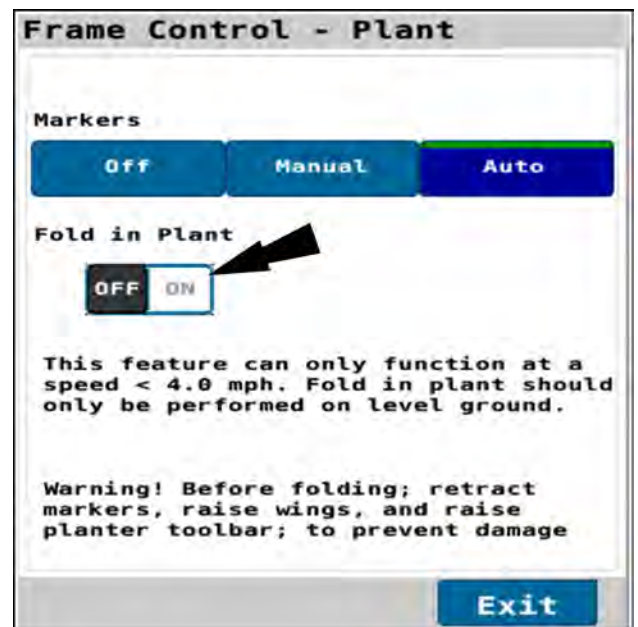 Frame Control - Plant
Markers
Off Manual Auto
Fold in Plant
OFF ON
This feature can only function at a
speed < 4.0 mph. Fold in plant should
only be performed on level ground.
Warning! Before folding; retract
markers, raise wings, and raise
planter toolbar; to prevent damage
Exit